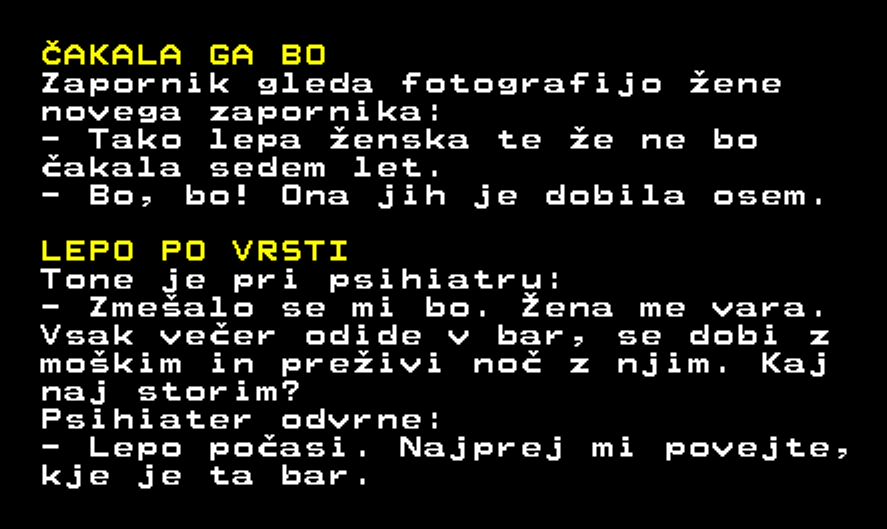 ČAKALA GA BO
Zapornik gleda fotografijo žene
novega zapornika:
- Tako lepa ženska te že ne bo
čakala sedem let.
- Bo, bo! Ona jih je dobila osem.
LEPO PO VRSTI
Tone je pri psihiatru:
- Zmešalo se mi bo. Žena me vara.
Vsak večer odide v bar, se dobi z
moškim in preživi noč z njim. Kaj
naj storim?
Psihiater odvrne:
- Lepo počasi. Najprej mi povejte,
kje je ta bar.